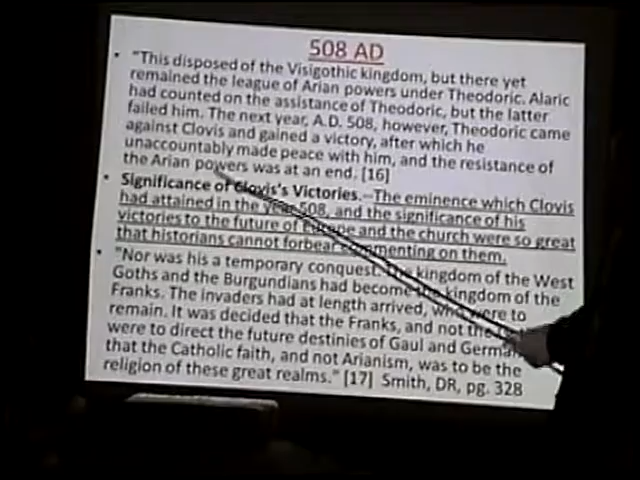 508 AD
• "This disposed of the Visigothic kingdom, but there yet
remained the league of Arian powers under Theodoric. Alaric
had counted on the assistance of Theodoric, but the latter
failed him. The next year, A.D. 508, however, Theodoric came
against Clovis and gained a victory, after which he
unaccountably made peace with him, and the resistance of
the Arian powers was at an end. [16]
• Significance of Clovis's Victories.--The eminence which Clovis
had attained in the year 508, and the significance of his
victories to the future of Europe and the church were so great
that historians cannot forbear commenting on them.
• "Nor was his a temporary conquest. The kingdom of the West
Goths and the Burgundians had become the kingdom of the
Franks. The invaders had at length arrived, who were to
remain. It was decided that the Franks, and not the
were to direct the future destinies of Gaul and
that the Catholic faith, and not Arianism, was to be the
religion of these great realms." [17] Smith, DR, pg. 328